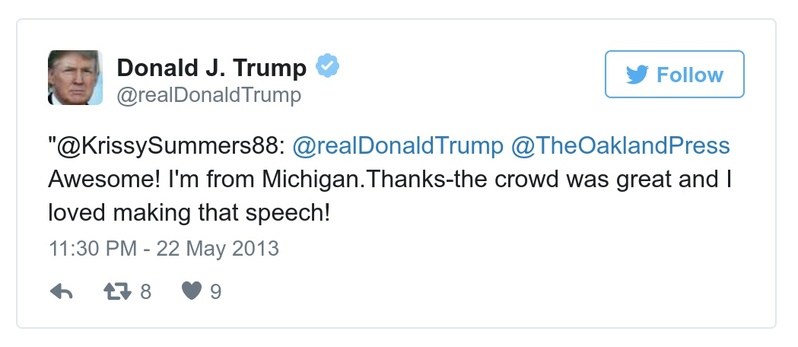 Donald J. Trump
@realDonaldTrump
Follow
"@KrissySummers88: @realDonaldTrump @TheOaklandPress
Awesome! I'm from Michigan.Thanks-the crowd was great and I
loved making that speech!
11:30 PM - 22 May 2013
8 9